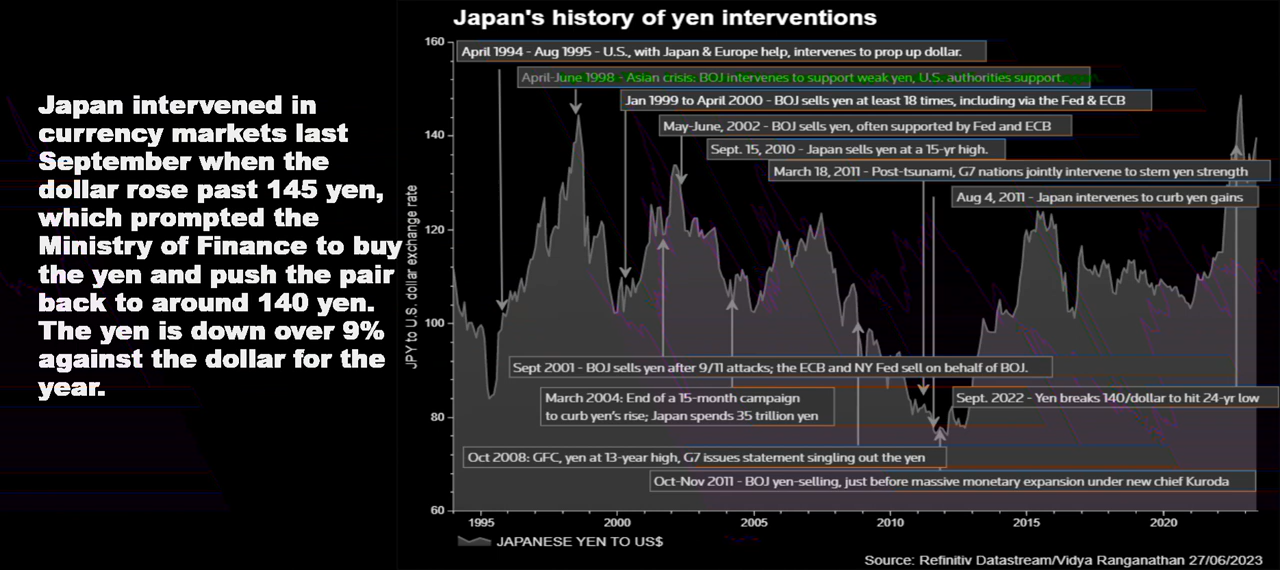 Japan's history of yen interventions
Japan intervened in
currency markets last
September when the
dollar rose past 145 yen,
which prompted the
Ministry of Finance to buy
the yen and push the pair
back to around 140 yen.
The yen is down over 9%
against the dollar for the
year.
JPY to U.S. dollar exchange rate
160
140
120
100
80
60
April 1994 - Aug 1995 - U.S., with Japan & Europe help, intervenes to prop up dollar.
April-June 1998 - Asian crisis: BOJ intervenes to support weak yen, U.S. authorities support.
Jan 1999 to April 2000 - BOJ sells yen at least 18 times, including via the Fed & ECB
May-June, 2002 - BOJ sells yen, often supported by Fed and ECB
Sept. 15, 2010 - Japan sells yen at a 15-yr high.
March 18, 2011 - Post-tsunami, G7 nations jointly intervene to stem yen strength
Aug 4, 2011 - Japan intervenes to curb yen gains
Sept 2001 - BOJ sells yen after 9/11 attacks; the ECB and NY Fed sell on behalf of BOJ.
March 2004: End of a 15-month campaign
to curb yen's rise; Japan spends 35 trillion yen
Sept. 2022 - Yen breaks 140/dollar to hit 24-yr low
Oct 2008: GFC, yen at 13-year high, G7 issues statement singling out the yen
Oct-Nov 2011 - BOJ yen-selling, just before massive monetary expansion under new chief Kuroda
1995 2000 2005 2010 2015 2020
JAPANESE YEN TO US$
Source: Refinitiv Datastream/Vidya Ranganathan 27/06/2023